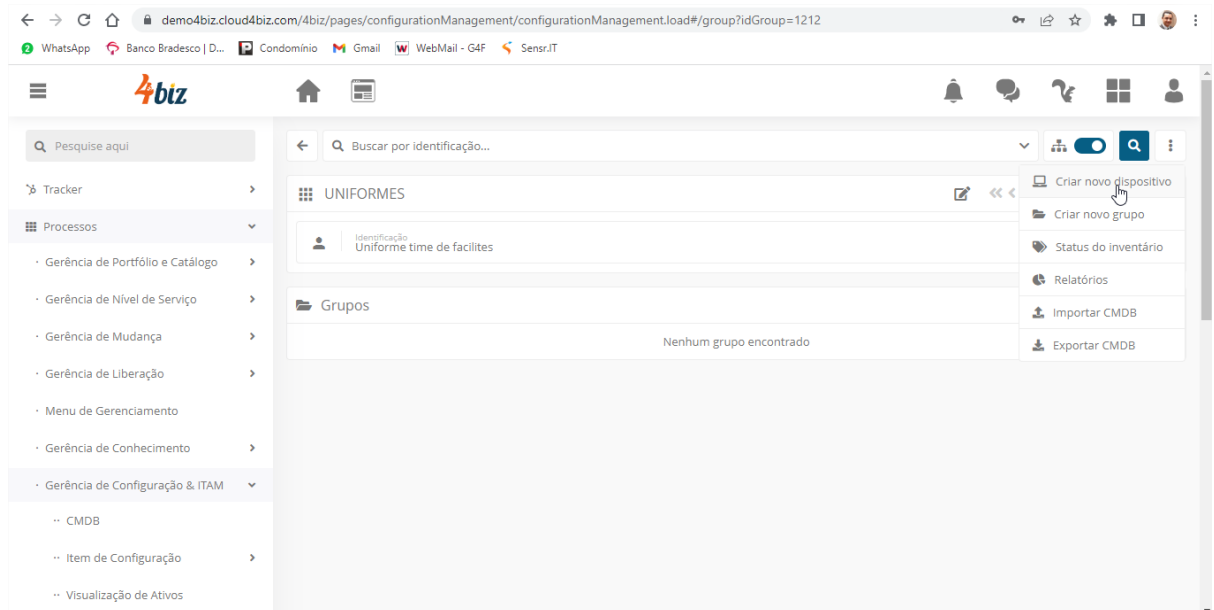 demo4biz.cloud4biz.com/4biz/pages/configurationManagement/configurationManagement.load#/group?idGroup=1212
2 WhatsApp Banco Bradesco | D... P Condomínio M Gmail W WebMail - G4F Sensr.IT
4biz
Pesquise aqui
Buscar por identificação...
Tracker
Processos
· Gerência de Portfólio e Catálogo
· Gerência de Nível de Serviço
· Gerência de Mudança
· Gerência de Liberação
· Menu de Gerenciamento
· Gerência de Conhecimento
· Gerência de Configuração & ITAM
·· CMDB
·· Item de Configuração
·· Visualização de Ativos
UNIFORMES
Identificação
Uniforme time de facilites
Grupos
Nenhum grupo encontrado
Criar novo dispositivo
Criar novo grupo
Status do inventário
Relatórios
Importar CMDB
Exportar CMDB